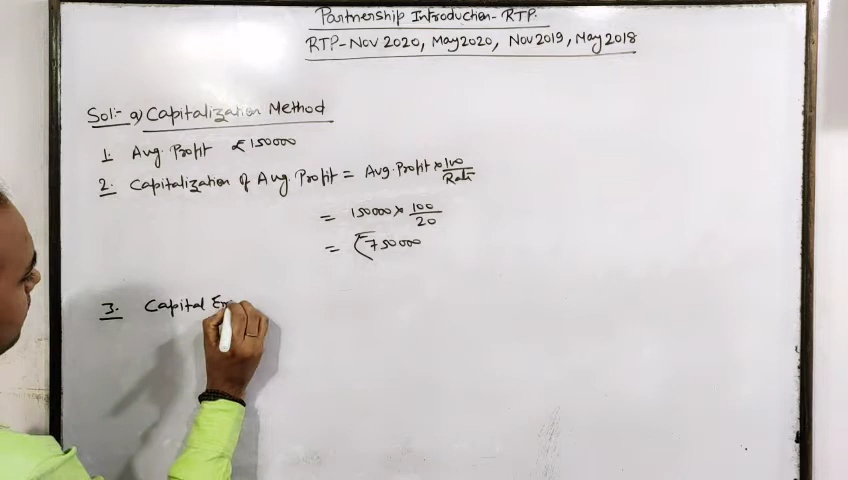 Partnership Introduction - RTP.
RTP - Nov 2020, May 2020, Nov 2019, May 2018
Sol:- a) Capitalization Method
1. Avg. Profit ₹150000
2. Capitalization of Avg. Profit = Avg. Profit × 100/Rate
= 150000 × 100/20
= ₹750000
3. Capital Em